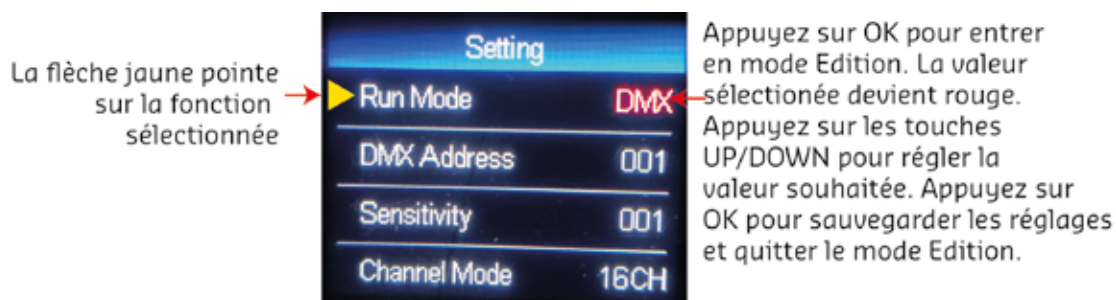 La flèche jaune pointe
sur la fonction
sélectionnée
Setting
Run Mode DMX
DMX Address 001
Sensitivity 001
Channel Mode 16CH
Appuyez sur OK pour entrer
en mode Edition. La valeur
sélectionée devient rouge.
Appuyez sur les touches
UP/DOWN pour régler la
valeur souhaitée. Appuyez sur
OK pour sauvegarder les réglages
et quitter le mode Edition.